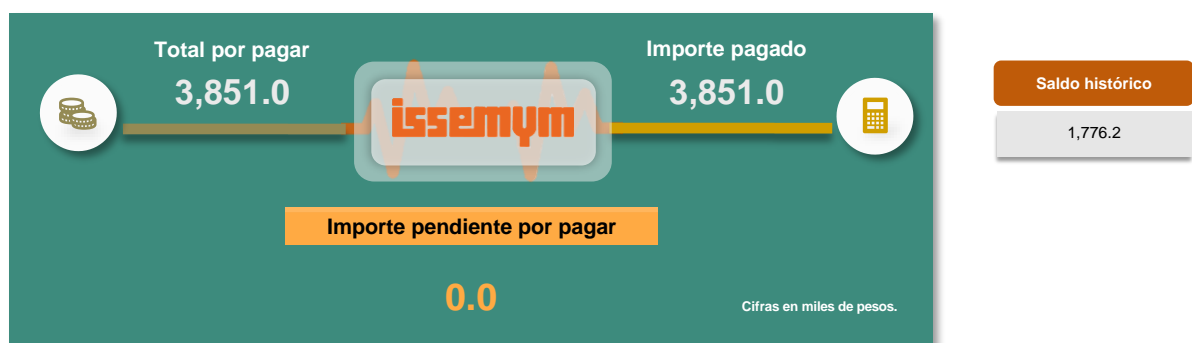 Total por pagar
3,851.0
issemym
Importe pagado
3,851.0
Importe pendiente por pagar
0.0
Cifras en miles de pesos.
Saldo histórico
1,776.2